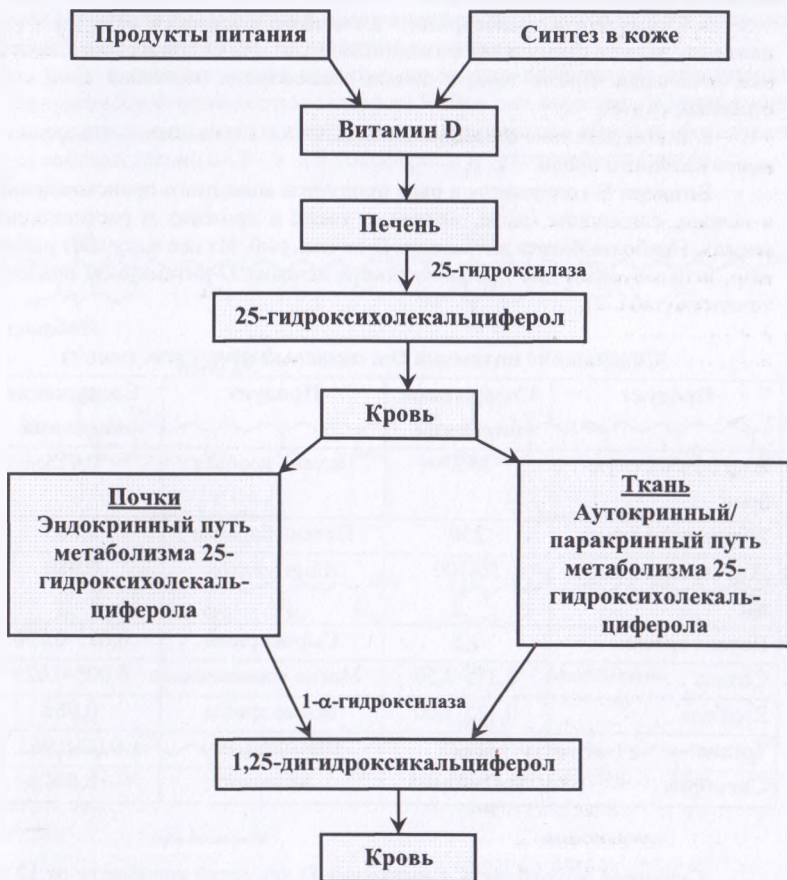 Продукты питания
Синтез в коже
Витамин D
Печень
25-гидроксилаза
25-гидроксихолекальциферол
Кровь
Почки
Эндокринный путь
метаболизма 25-
гидроксихолекаль-
циферола
Ткань
Аутокринный/
паракринный путь
метаболизма 25-
гидроксихолекаль-
циферола
1-α-гидроксилаза
1,25-дигидроксикальциферол
Кровь